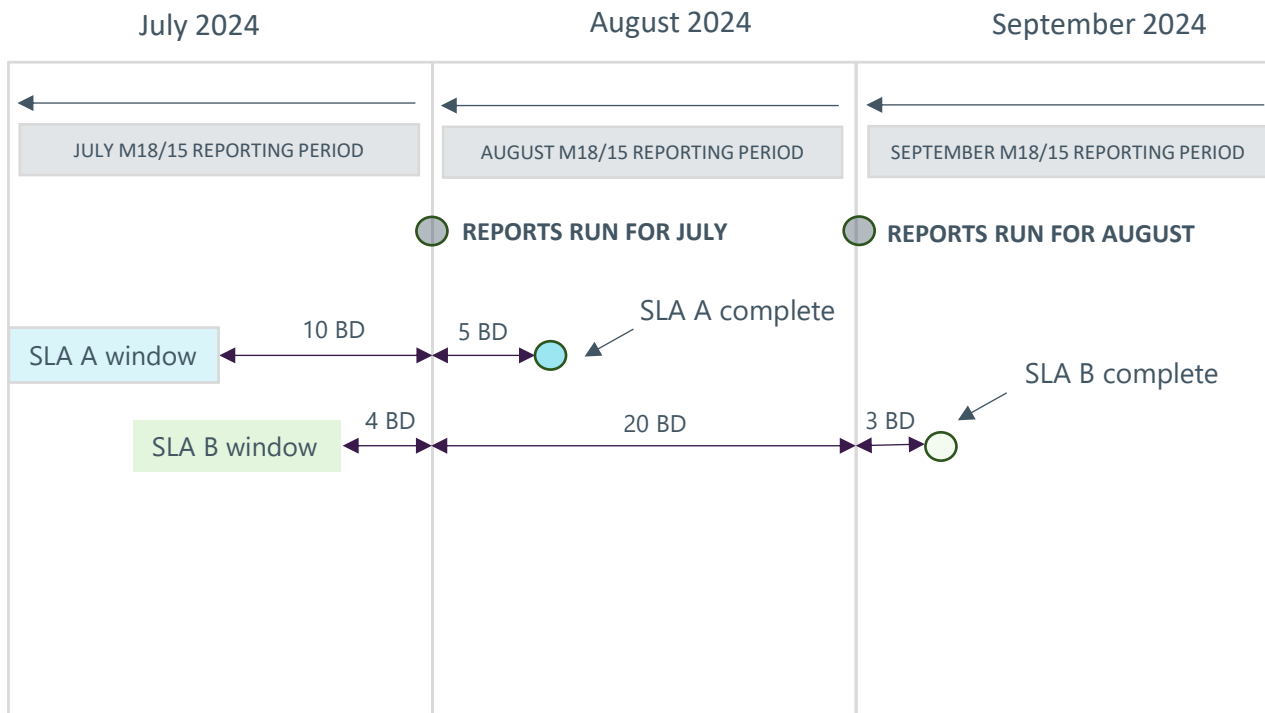 July 2024
August 2024
September 2024
JULY M18/15 REPORTING PERIOD
AUGUST M18/15 REPORTING PERIOD
SEPTEMBER M18/15 REPORTING PERIOD
REPORTS RUN FOR JULY
REPORTS RUN FOR AUGUST
SLA A window
10 BD
5 BD
SLA A complete
SLA B window
4 BD
20 BD
3 BD
SLA B complete